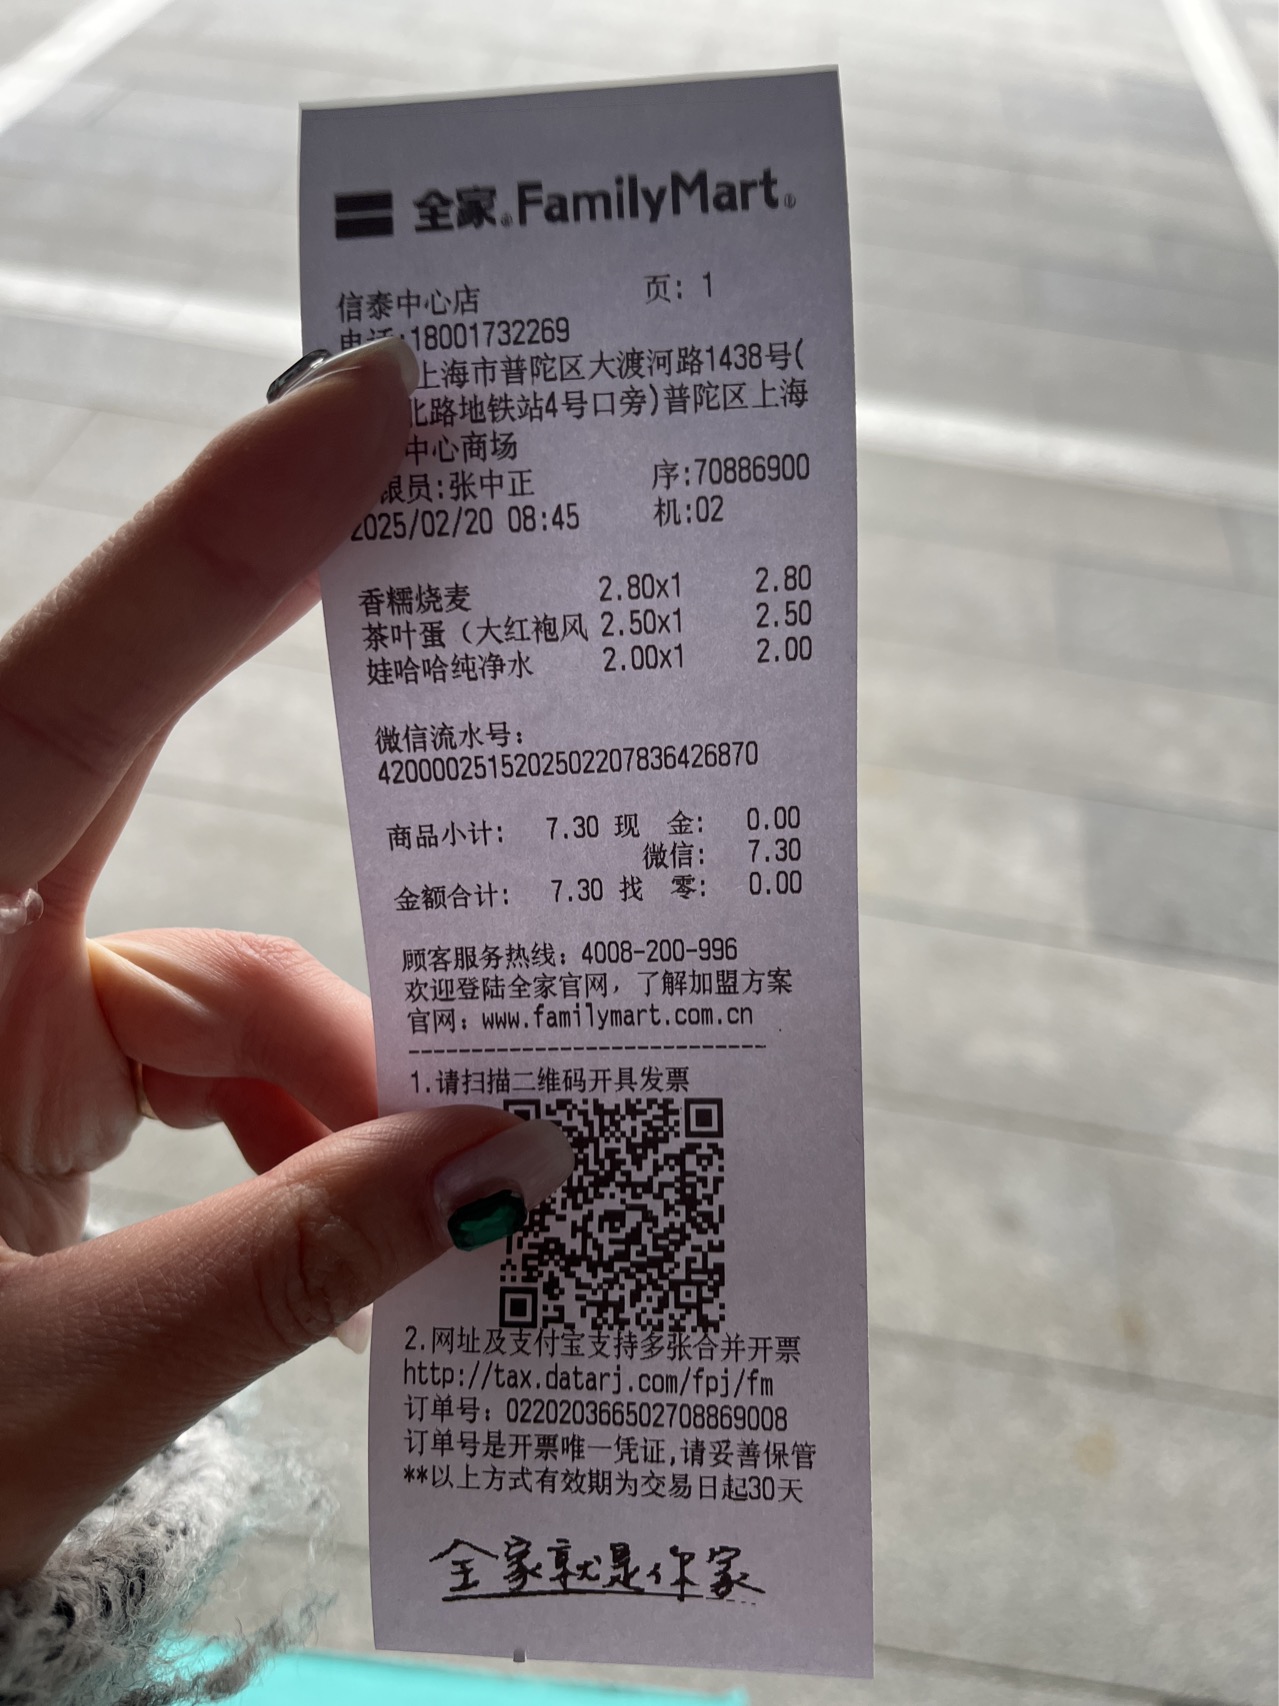 全家 FamilyMart
信泰中心店 页: 1
电话:18001732269
上海市普陀区大渡河路1438号(
北路地铁站4号口旁)普陀区上海
中心商场
银员:张中正 序:70886900
2025/02/20 08:45 机:02
香糯烧麦 2.80x1 2.80
茶叶蛋（大红袍风 2.50x1 2.50
娃哈哈纯净水 2.00x1 2.00
微信流水号:
4200002515202502207836426870
商品小计: 7.30 现 金: 0.00
微信: 7.30
金额合计: 7.30 找 零: 0.00
顾客服务热线: 4008-200-996
欢迎登陆全家官网，了解加盟方案
官网: www.familymart.com.cn
1.请扫描二维码开具发票
2.网址及支付宝支持多张合并开票
http://tax.datarj.com/fpj/fm
订单号: 022020366502708869008
订单号是开票唯一凭证,请妥善保管
**以上方式有效期为交易日起30天
全家就是你家